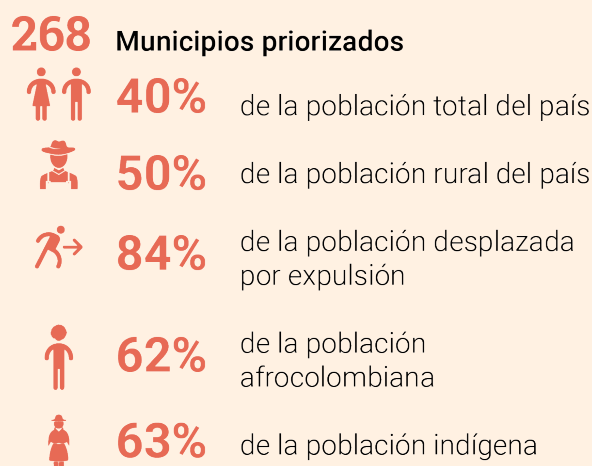 268 Municipios priorizados
40% de la población total del país
50% de la población rural del país
84% de la población desplazada
por expulsión
62% de la población
afrocolombiana
63% de la población indígena